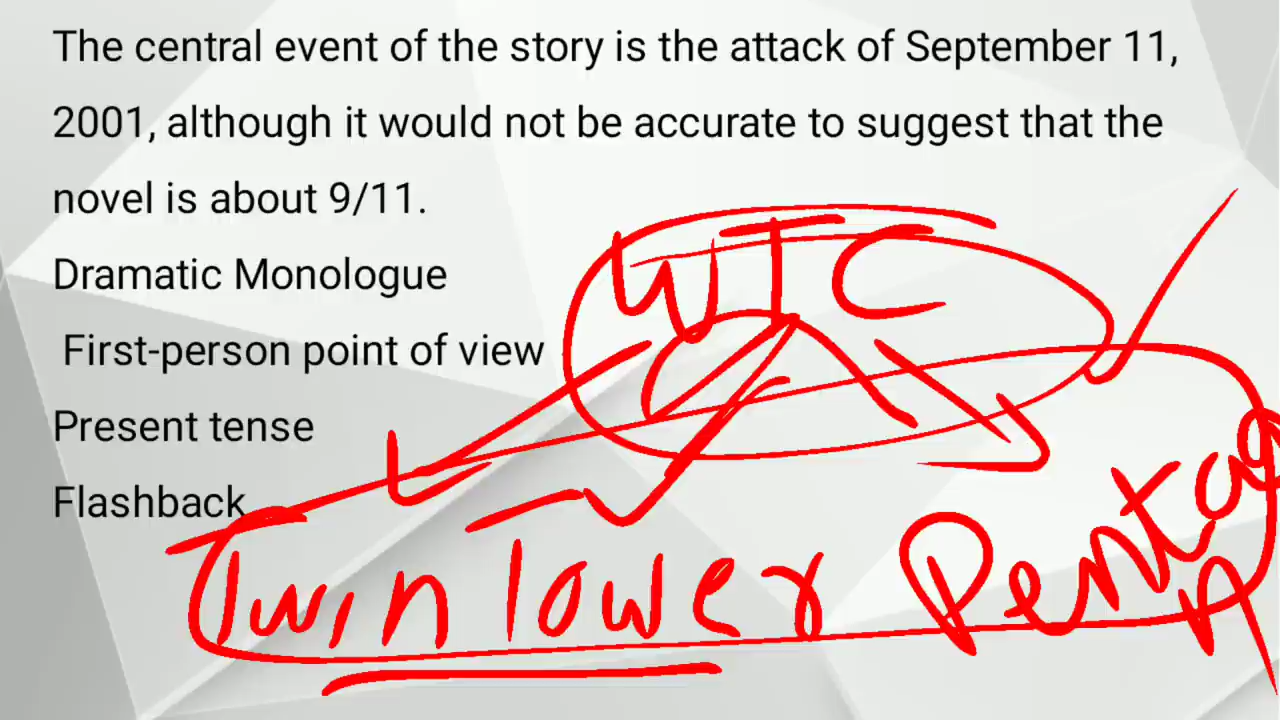 The central event of the story is the attack of September 11,
2001, although it would not be accurate to suggest that the
novel is about 9/11.
Dramatic Monologue
WTC
First-person point of view
Present tense
Flashback
Twin Tower Pentagon